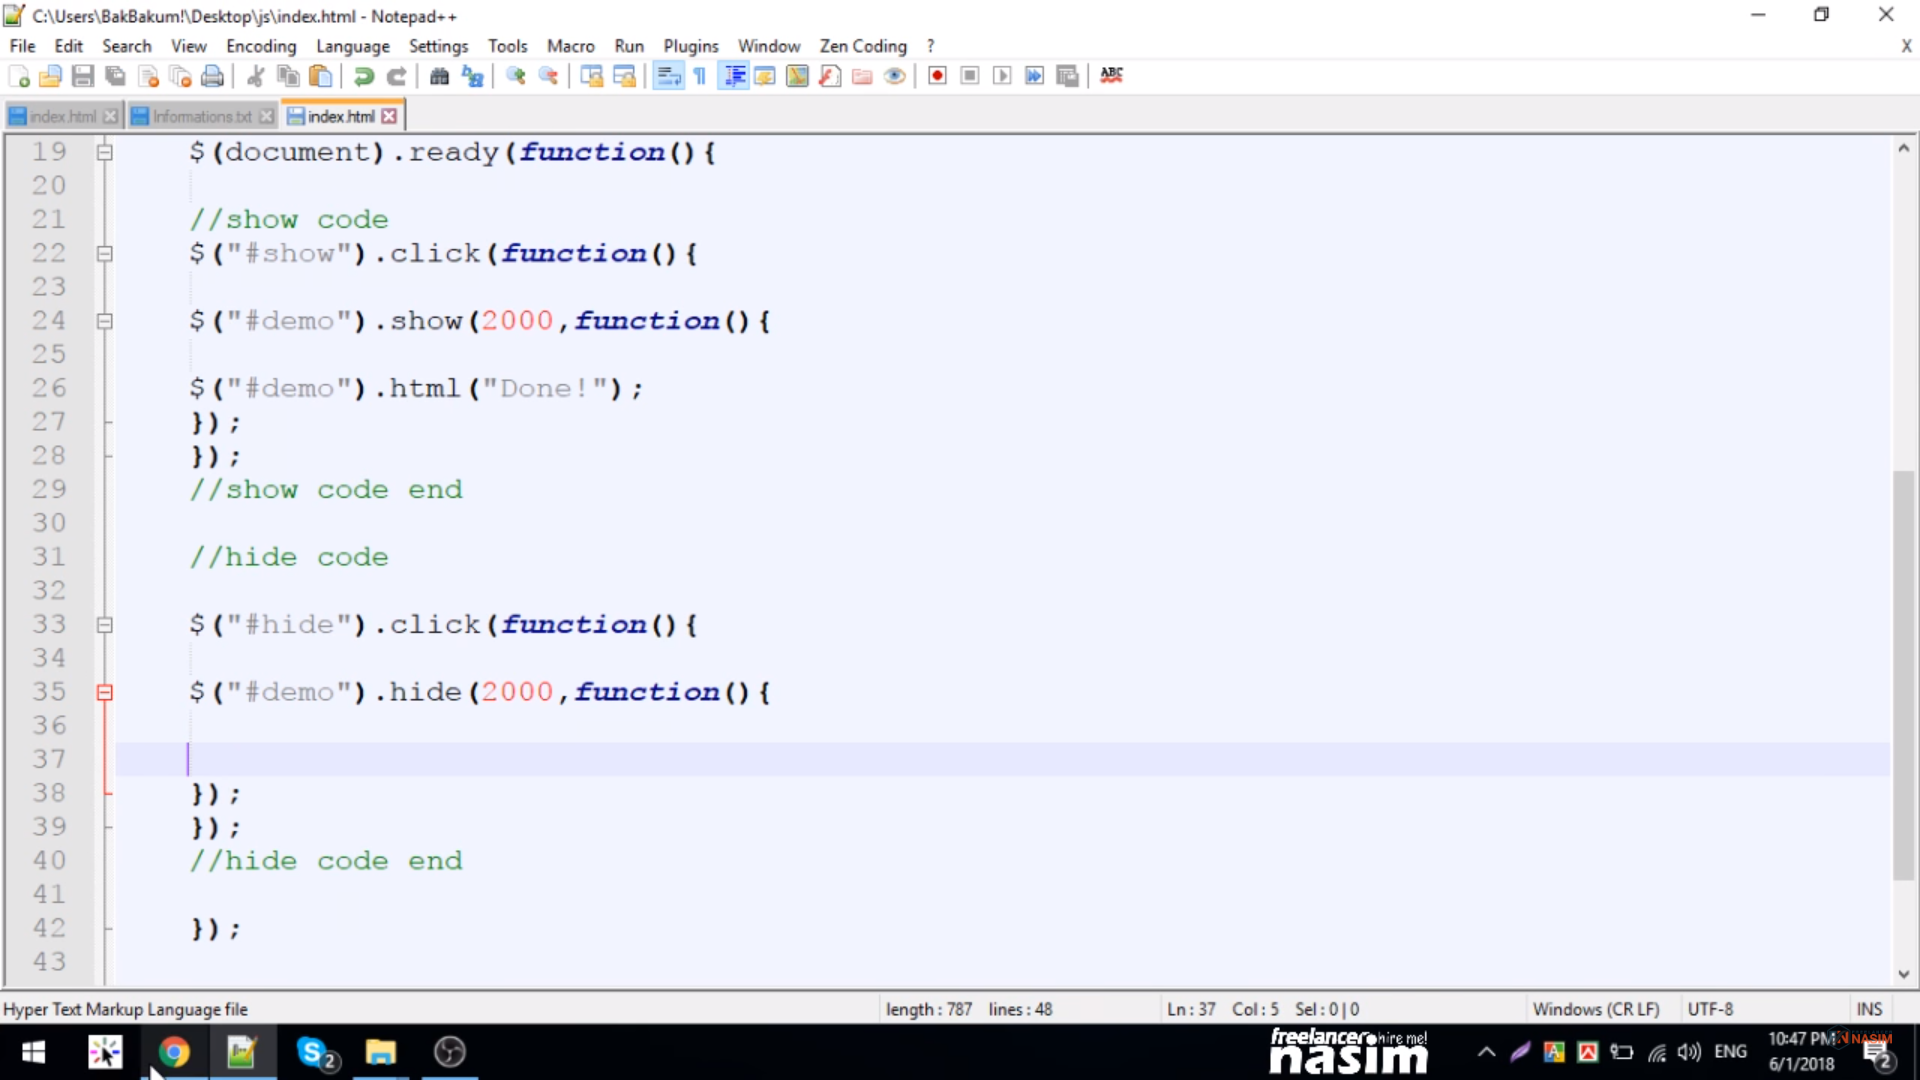 C:\Users\BakBakum!\Desktop\js\index.html - Notepad++
File Edit Search View Encoding Language Settings Tools Macro Run Plugins Window Zen Coding ? X
ABC
index.html Informations.txt index.html
19 $(document).ready(function(){
20
21 //show code
22 $("#show").click(function(){
23
24 $("#demo").show(2000,function(){
25
26 $("#demo").html("Done!");
27 });
28 });
29 //show code end
30
31 //hide code
32
33 $("#hide").click(function(){
34
35 $("#demo").hide(2000,function(){
36
37
38 });
39 });
40 //hide code end
41
42 });
43
Hyper Text Markup Language file length : 787 lines : 48 Ln : 37 Col : 5 Sel : 0 | 0 Windows (CR LF) UTF-8 INS
freelancer hire me!
nasim
2
ENG
10:47 PM
6/1/2018
NASIM
2